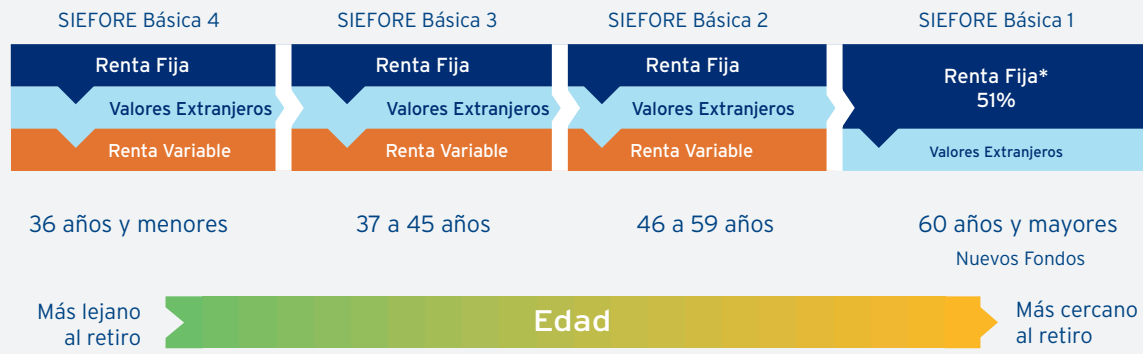 SIEFORE Básica 4
SIEFORE Básica 3
SIEFORE Básica 2
SIEFORE Básica 1
Renta Fija
Valores Extranjeros
Renta Variable
Renta Fija
Valores Extranjeros
Renta Variable
Renta Fija
Valores Extranjeros
Renta Variable
Renta Fija*
51%
Valores Extranjeros
36 años y menores
37 a 45 años
46 a 59 años
60 años y mayores
Nuevos Fondos
Más lejano
al retiro
Edad
Más cercano
al retiro